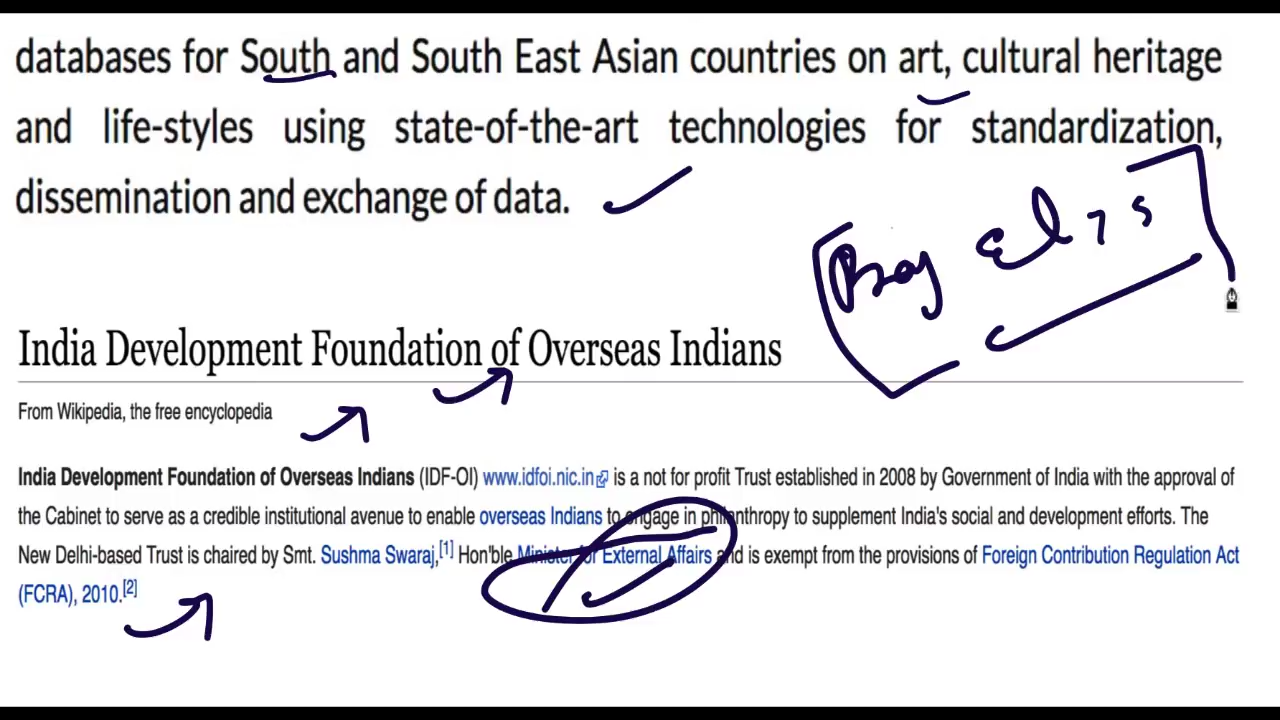 databases for South and South East Asian countries on art, cultural heritage
and life-styles using state-of-the-art technologies for standardization,
dissemination and exchange of data.
India Development Foundation of Overseas Indians
From Wikipedia, the free encyclopedia
India Development Foundation of Overseas Indians (IDF-OI) www.idfoi.nic.in is a not for profit Trust established in 2008 by Government of India with the approval of
the Cabinet to serve as a credible institutional avenue to enable overseas Indians to engage in philanthropy to supplement India's social and development efforts. The
New Delhi-based Trust is chaired by Smt. Sushma Swaraj,[1] Hon'ble Minister for External Affairs and is exempt from the provisions of Foreign Contribution Regulation Act
(FCRA), 2010.[2]